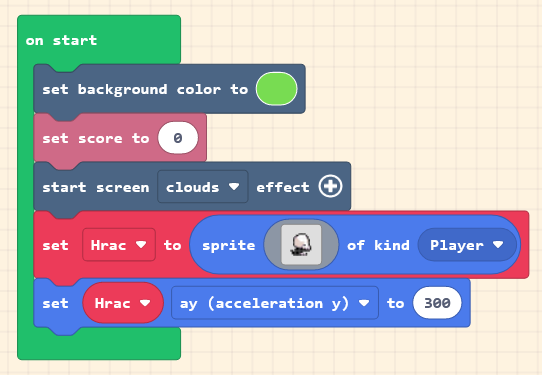 on start
set background color to
set score to 0
start screen clouds effect
set Hrac to sprite of kind Player
set Hrac ay (acceleration y) to 300